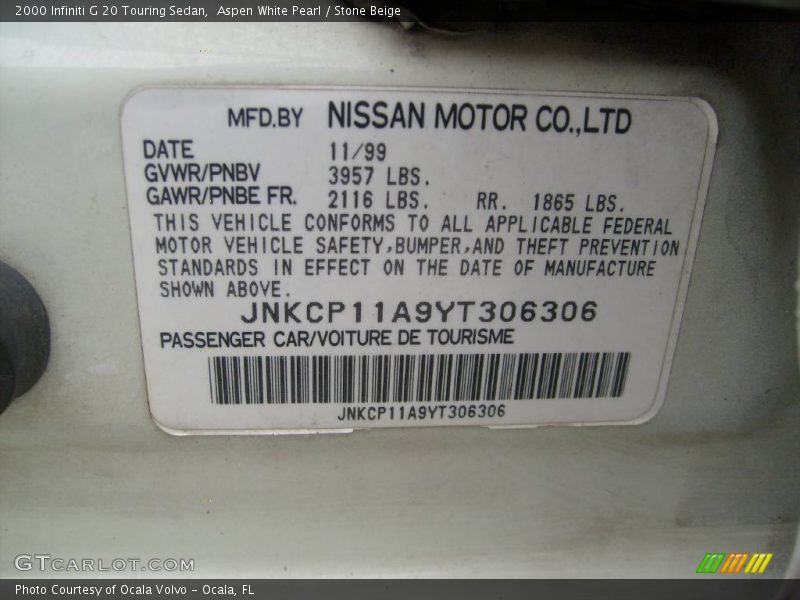 2000 Infiniti G 20 Touring Sedan, Aspen White Pearl / Stone Beige
MFD.BY NISSAN MOTOR CO.,LTD
DATE 11/99
GVWR/PNBV 3957 LBS.
GAWR/PNBE FR. 2116 LBS. RR. 1865 LBS.
THIS VEHICLE CONFORMS TO ALL APPLICABLE FEDERAL
MOTOR VEHICLE SAFETY,BUMPER,AND THEFT PREVENTION
STANDARDS IN EFFECT ON THE DATE OF MANUFACTURE
SHOWN ABOVE.
JNKCP11A9YT306306
PASSENGER CAR/VOITURE DE TOURISME
JNKCP11A9YT306306
GTCARLOT.COM
Photo Courtesy of Ocala Volvo - Ocala, FL